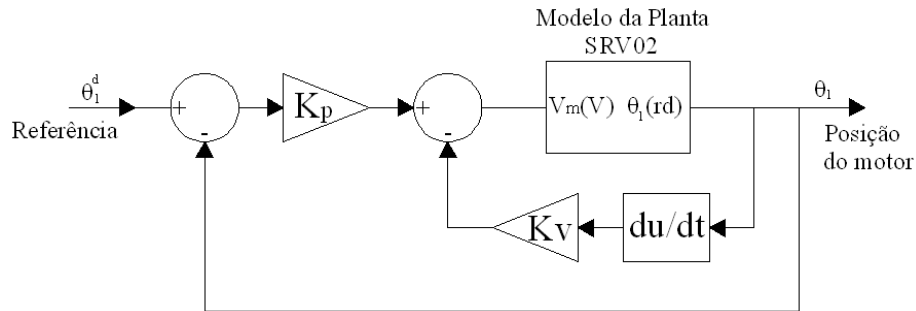 Modelo da Planta
SRV02
θ₁ᵈ
Referência
+
-
Kp
+
-
Vm(V) θ₁(rd)
θ₁
Posição
do motor
Kv
du/dt